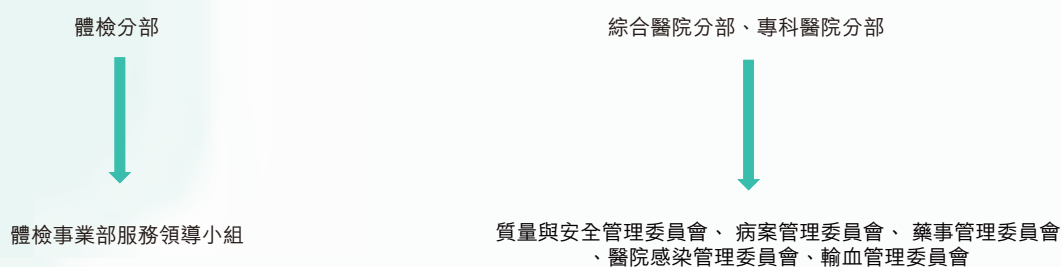 體檢分部
綜合醫院分部、專科醫院分部
體檢事業部服務領導小組
質量與安全管理委員會、 病案管理委員會、 藥事管理委員會
、醫院感染管理委員會、輸血管理委員會